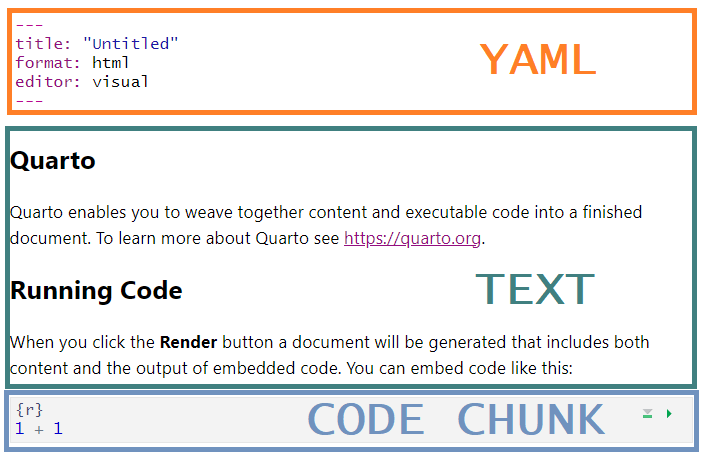 ---
title: "Untitled"
format: html
editor: visual
---
YAML
Quarto
Quarto enables you to weave together content and executable code into a finished
document. To learn more about Quarto see https://quarto.org.
Running Code
TEXT
When you click the Render button a document will be generated that includes both
content and the output of embedded code. You can embed code like this:
{r}
1 + 1
CODE CHUNK